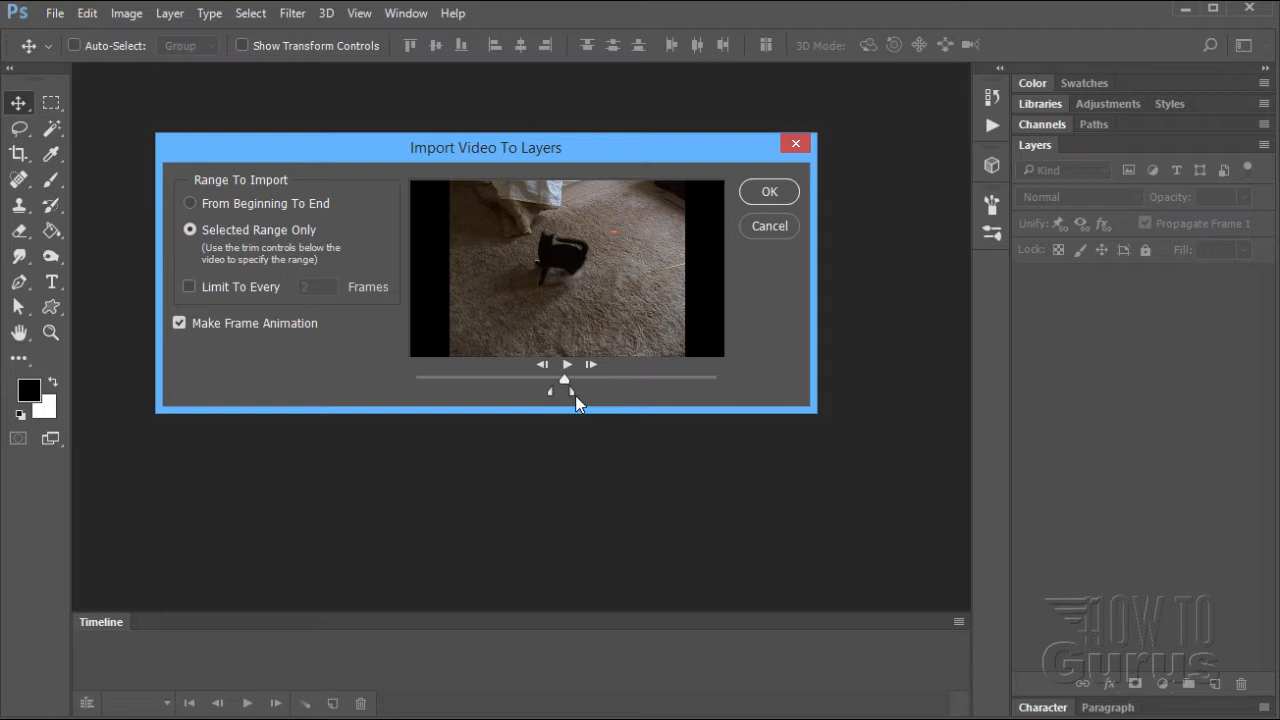 Ps File Edit Image Layer Type Select Filter 3D View Window Help
Auto-Select: Group Show Transform Controls 3D Mode:
Color Swatches
Libraries Adjustments Styles
Channels Paths
Layers
Kind
Normal Opacity:
Unify: Propagate Frame 1
Lock: Fill:
Import Video To Layers
Range To Import
From Beginning To End
Selected Range Only
(Use the trim controls below the
video to specify the range)
Limit To Every 2 Frames
Make Frame Animation
OK
Cancel
Timeline
HOW TO
Gurus
Character Paragraph